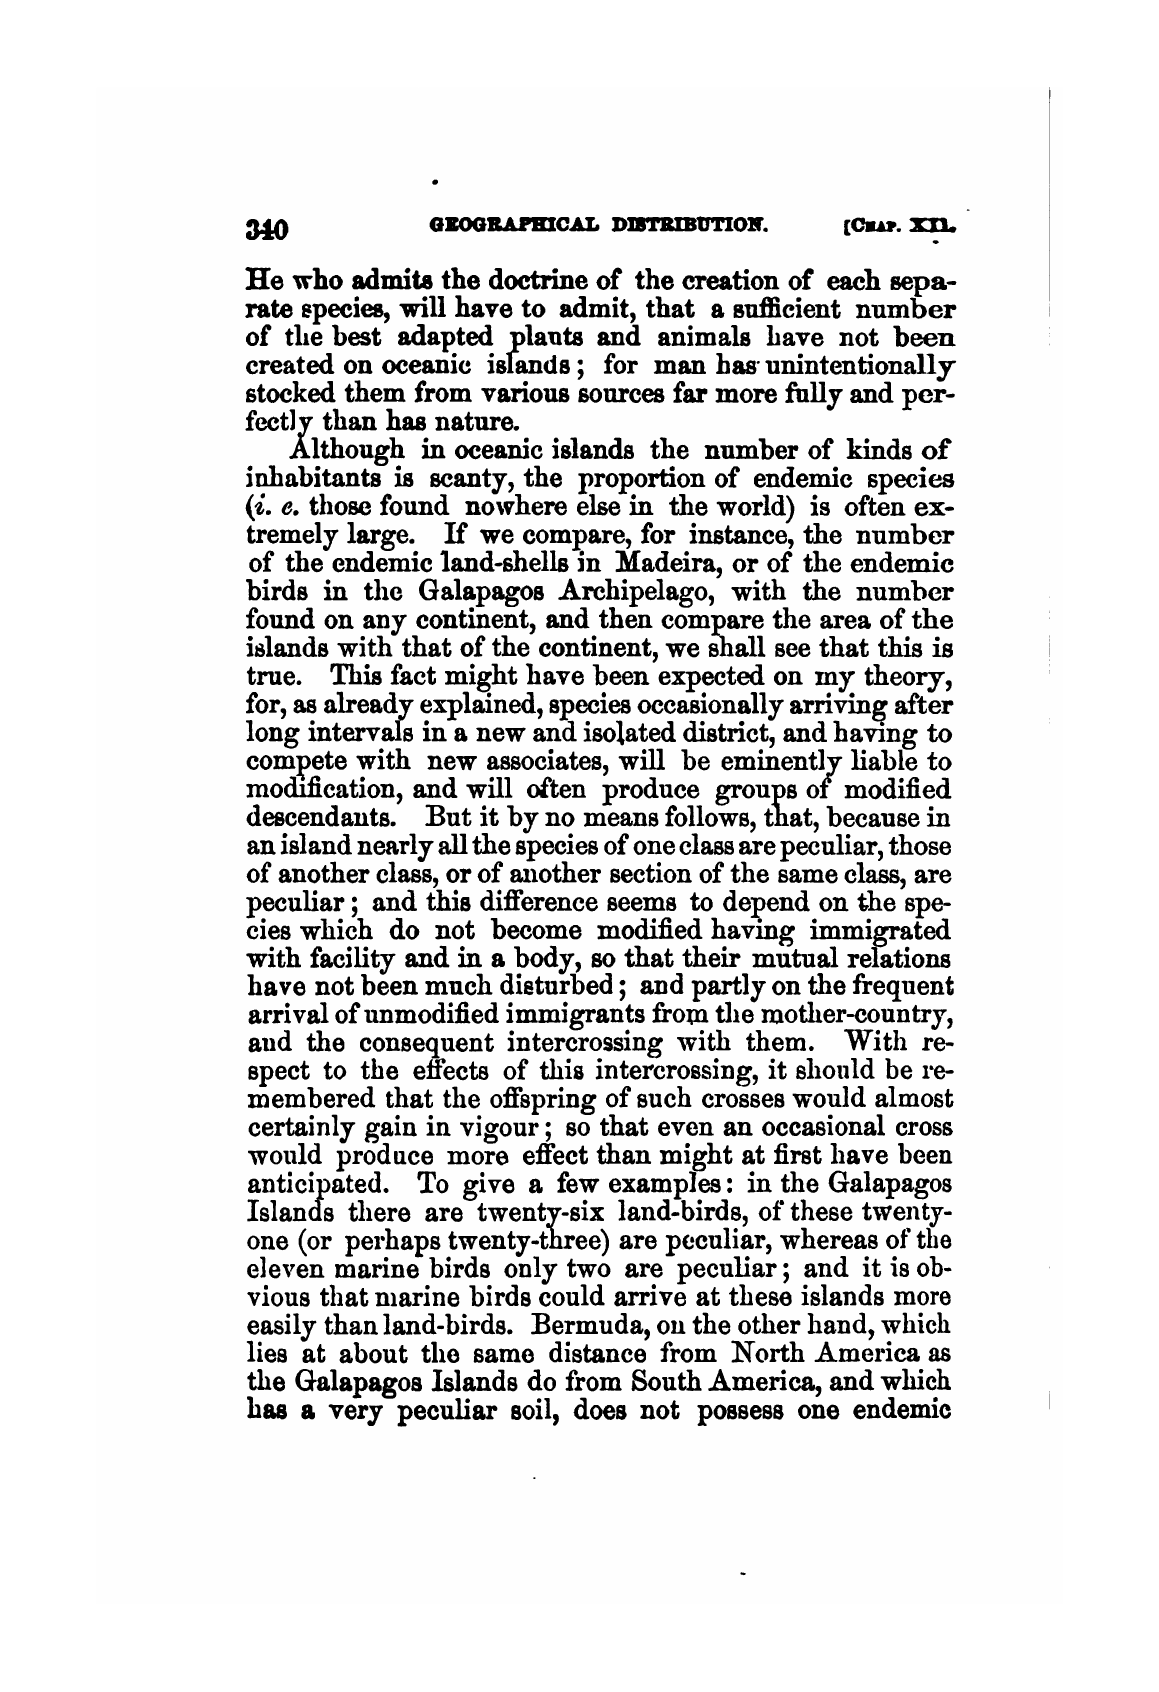 340 GEOGRAPHICAL DISTRIBUTION. [CHAP. XII.
He who admits the doctrine of the creation of each sepa-
rate species, will have to admit, that a sufficient number
of the best adapted plants and animals have not been
created on oceanic islands; for man has unintentionally
stocked them from various sources far more fully and per-
fectly than has nature.
Although in oceanic islands the number of kinds of
inhabitants is scanty, the proportion of endemic species
(i. e. those found nowhere else in the world) is often ex-
tremely large. If we compare, for instance, the number
of the endemic land-shells in Madeira, or of the endemic
birds in the Galapagos Archipelago, with the number
found on any continent, and then compare the area of the
islands with that of the continent, we shall see that this is
true. This fact might have been expected on my theory,
for, as already explained, species occasionally arriving after
long intervals in a new and isolated district, and having to
compete with new associates, will be eminently liable to
modification, and will often produce groups of modified
descendants. But it by no means follows, that, because in
an island nearly all the species of one class are peculiar, those
of another class, or of another section of the same class, are
peculiar; and this difference seems to depend on the spe-
cies which do not become modified having immigrated
with facility and in a body, so that their mutual relations
have not been much disturbed; and partly on the frequent
arrival of unmodified immigrants from the mother-country,
and the consequent intercrossing with them. With re-
spect to the effects of this intercrossing, it should be re-
membered that the offspring of such crosses would almost
certainly gain in vigour; so that even an occasional cross
would produce more effect than might at first have been
anticipated. To give a few examples: in the Galapagos
Islands there are twenty-six land-birds, of these twenty-
one (or perhaps twenty-three) are peculiar, whereas of the
eleven marine birds only two are peculiar; and it is ob-
vious that marine birds could arrive at these islands more
easily than land-birds. Bermuda, on the other hand, which
lies at about the same distance from North America as
the Galapagos Islands do from South America, and which
has a very peculiar soil, does not possess one endemic